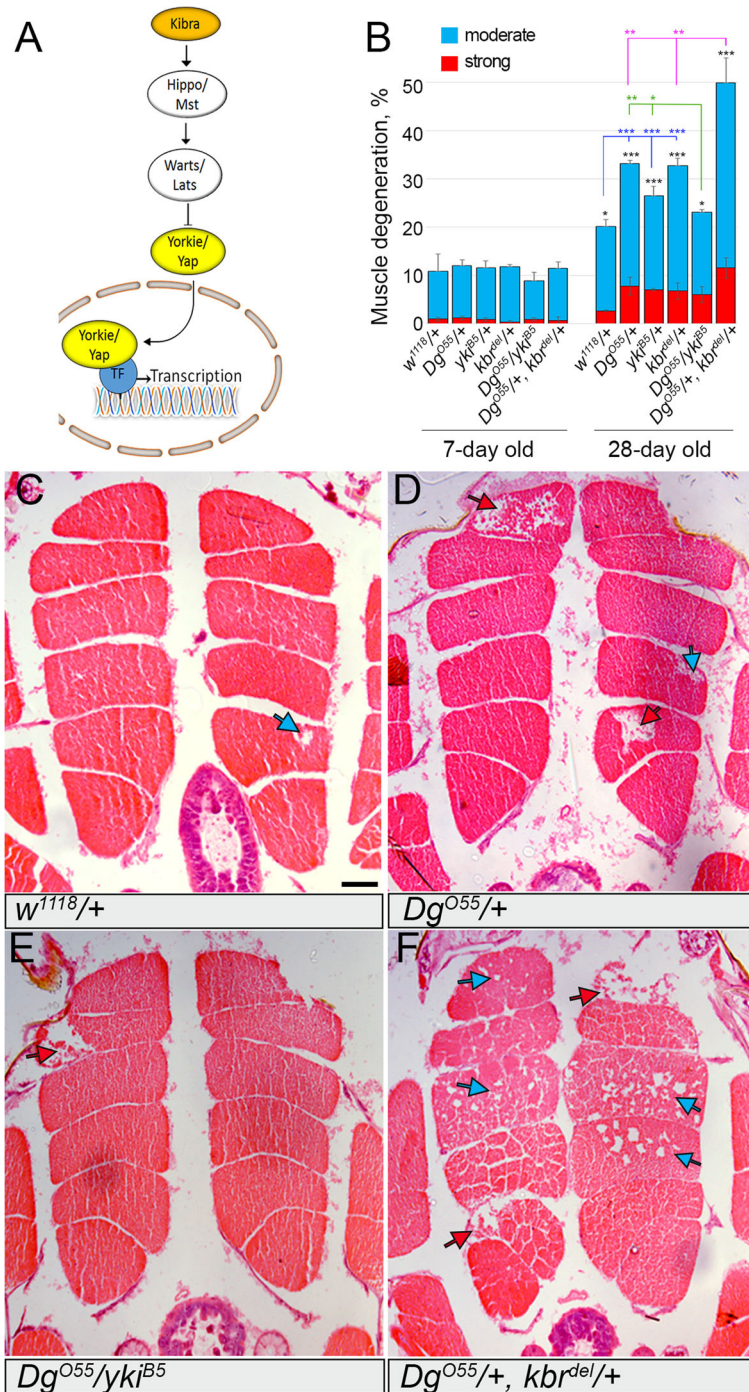 A
Kibra
Hippo/
Mst
Warts/
Lats
Yorkie/
Yap
Yorkie/
Yap
TF
Transcription
B
moderate
strong
Muscle degeneration, %
50
40
30
20
10
0
** **
** *
*** *** ***
* *** *** *** * ***
w1118/+
DgO55/+
ykiB5/+
kbrdel/+
DgO55/ykiB5
DgO55/+, kbrdel/+
w1118/+
DgO55/+
ykiB5/+
kbrdel/+
DgO55/ykiB5
DgO55/+, kbrdel/+
7-day old
28-day old
C
w1118/+
D
DgO55/+
E
DgO55/ykiB5
F
DgO55/+, kbrdel/+